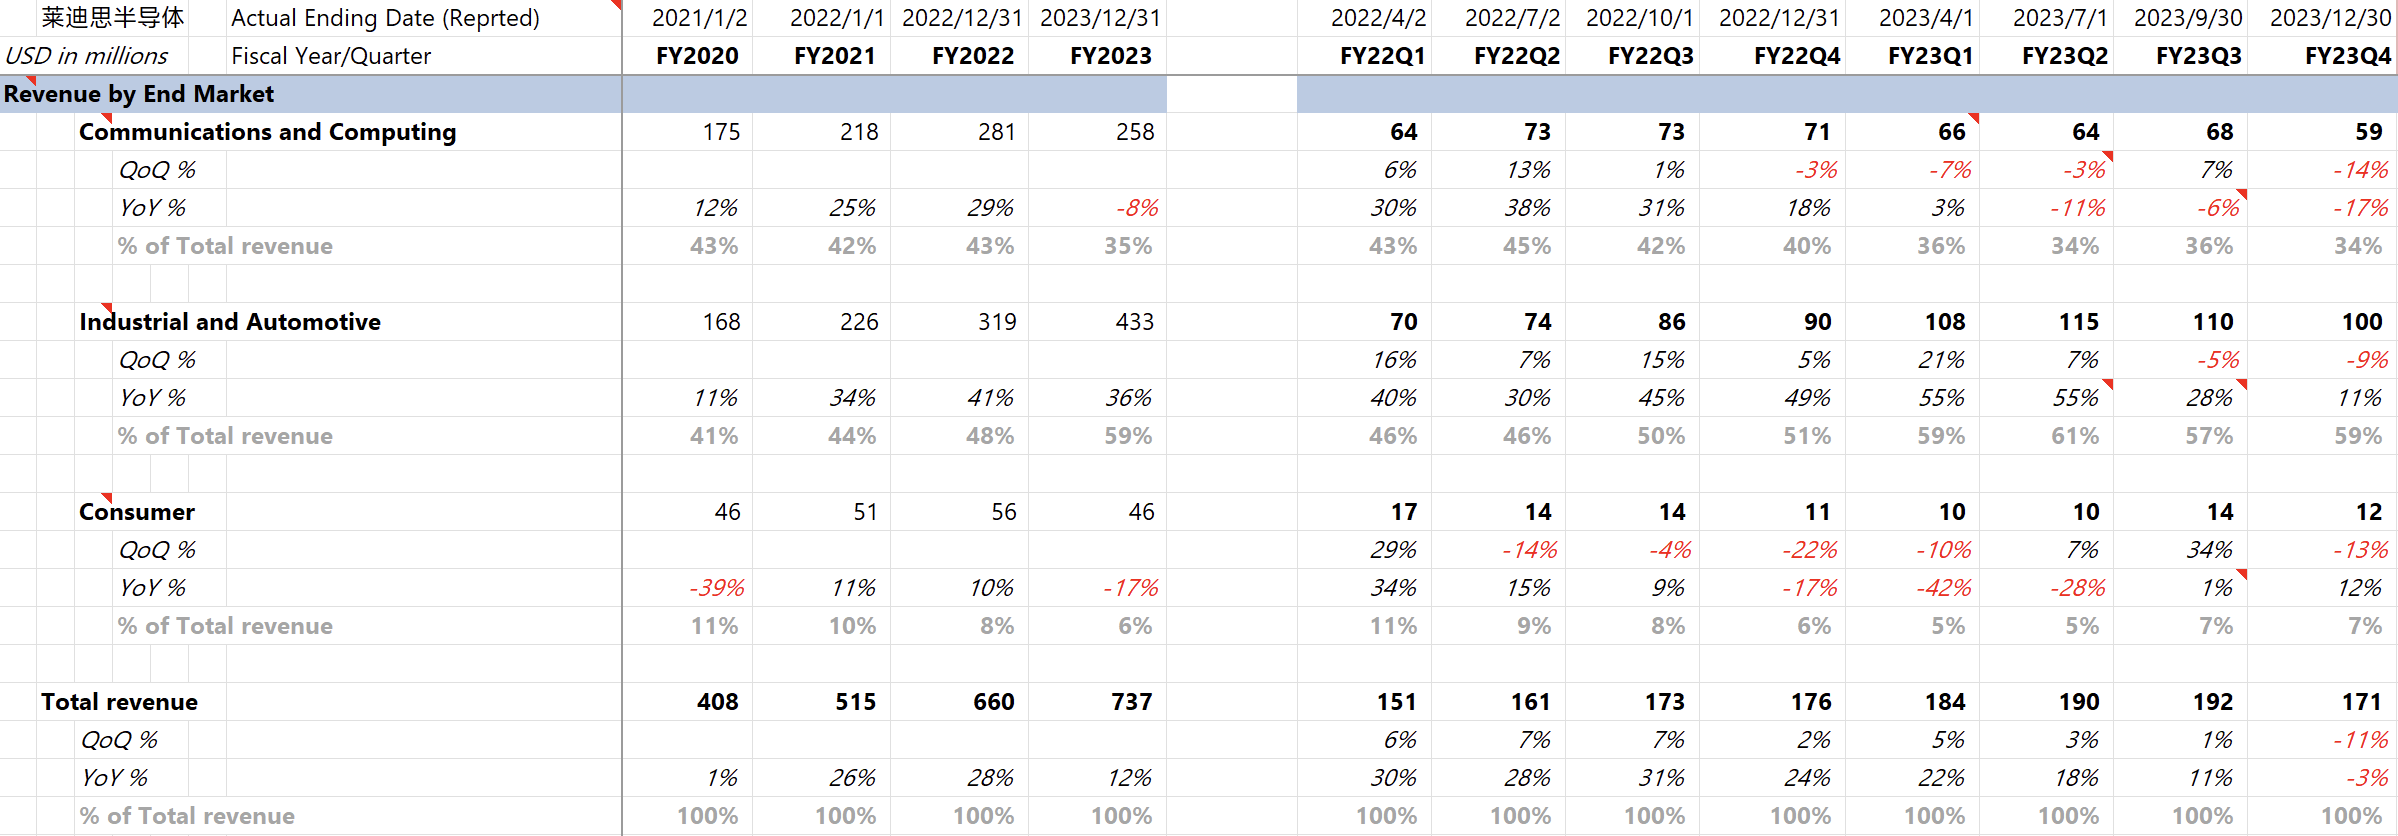 莱迪思半导体 Actual Ending Date (Reprted) 2021/1/2 2022/1/1 2022/12/31 2023/12/31 2022/4/2 2022/7/2 2022/10/1 2022/12/31 2023/4/1 2023/7/1 2023/9/30 2023/12/30
USD in millions Fiscal Year/Quarter FY2020 FY2021 FY2022 FY2023 FY22Q1 FY22Q2 FY22Q3 FY22Q4 FY23Q1 FY23Q2 FY23Q3 FY23Q4
Revenue by End Market
Communications and Computing 175 218 281 258 64 73 73 71 66 64 68 59
QoQ % 6% 13% 1% -3% -7% -3% 7% -14%
YoY % 12% 25% 29% -8% 30% 38% 31% 18% 3% -11% -6% -17%
% of Total revenue 43% 42% 43% 35% 43% 45% 42% 40% 36% 34% 36% 34%
Industrial and Automotive 168 226 319 433 70 74 86 90 108 115 110 100
QoQ % 16% 7% 15% 5% 21% 7% -5% -9%
YoY % 11% 34% 41% 36% 40% 30% 45% 49% 55% 55% 28% 11%
% of Total revenue 41% 44% 48% 59% 46% 46% 50% 51% 59% 61% 57% 59%
Consumer 46 51 56 46 17 14 14 11 10 10 14 12
QoQ % 29% -14% -4% -22% -10% 7% 34% -13%
YoY % -39% 11% 10% -17% 34% 15% 9% -17% -42% -28% 1% 12%
% of Total revenue 11% 10% 8% 6% 11% 9% 8% 6% 5% 5% 7% 7%
Total revenue 408 515 660 737 151 161 173 176 184 190 192 171
QoQ % 6% 7% 7% 2% 5% 3% 1% -11%
YoY % 1% 26% 28% 12% 30% 28% 31% 24% 22% 18% 11% -3%
% of Total revenue 100% 100% 100% 100% 100% 100% 100% 100% 100% 100% 100% 100%